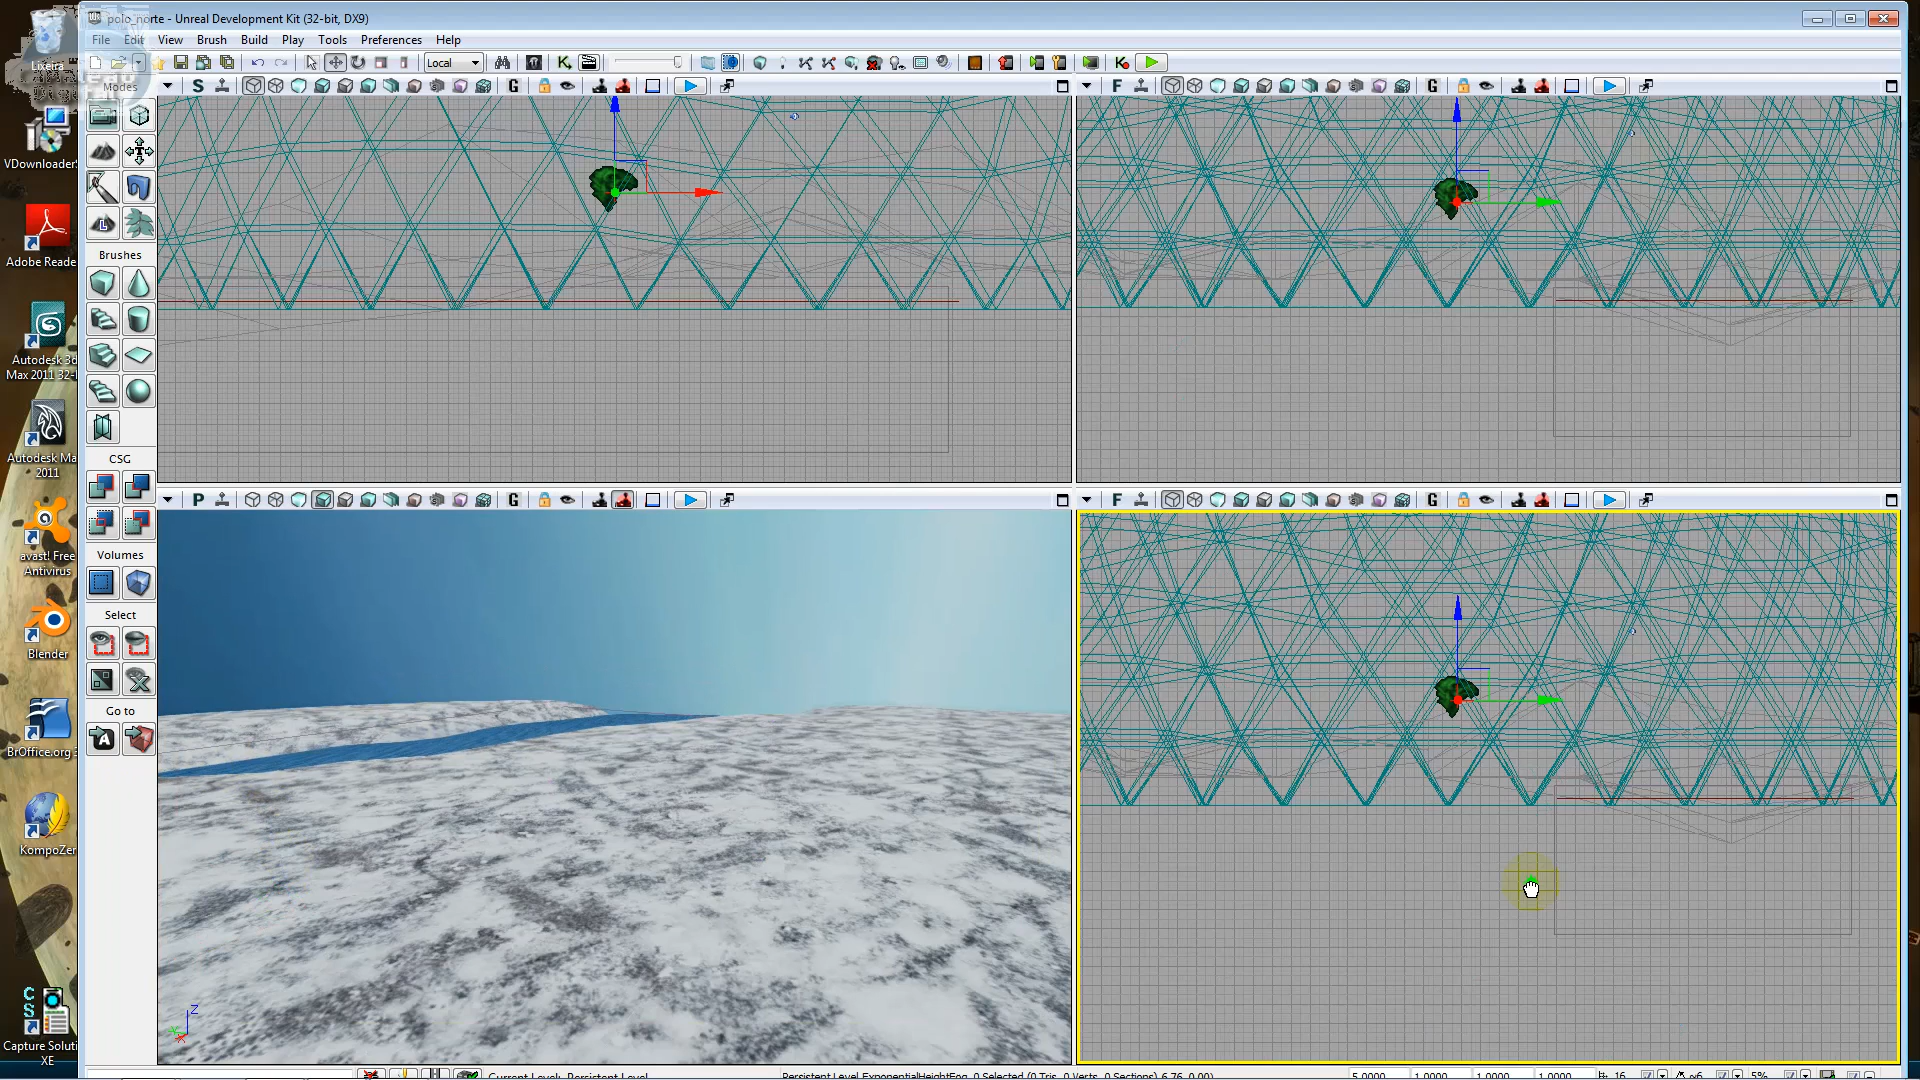 polo_norte - Unreal Development Kit (32-bit, DX9)
File Edit View Brush Build Play Tools Preferences Help
Local
Modes
S
G
F
G
Brushes
CSG
Volumes
Select
Go to
P
G
F
G
Z
Lixeira
VDownloader
Adobe Reade
Autodesk 3d
Max 2011 32-
Autodesk Ma
2011
avast! Free
Antivirus
Blender
BrOffice.org 3
KompoZer
Capture Soluti
XE
Current Level: Persistent Level
Persistent Level.ExponentialHeightFog_0 Selected (0 Tris, 0 Verts, 0 Sections) 6.76, 0.00)
5.0000 1.0000 1.0000 1.0000 16 5%